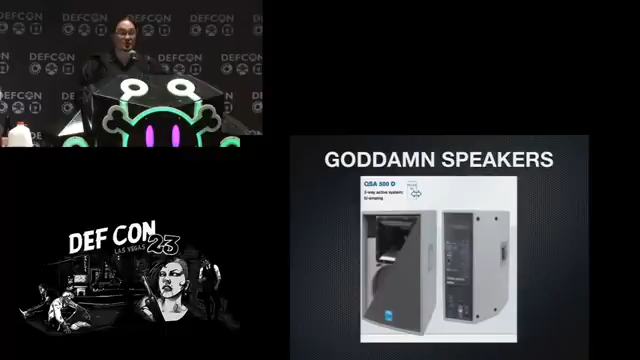 DEFCON
DEFCON
DEFCON
DEFCON
DEFCON
GODDAMN SPEAKERS
QSA 500 D
2-way active system;
bi-amping
DEF CON
LAS VEGAS 23